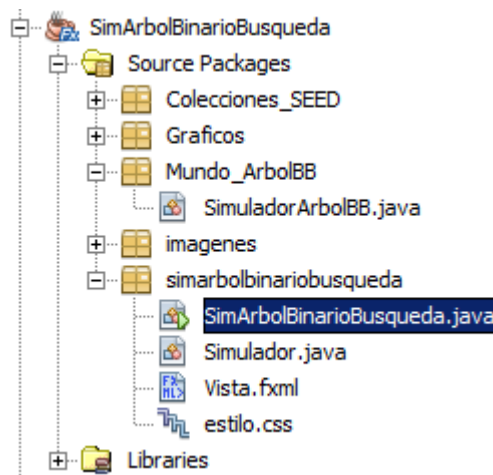 SimArbolBinarioBusqueda
Source Packages
Colecciones_SEED
Graficos
Mundo_ArbolBB
SimuladorArbolBB.java
imagenes
simarbolbinariobusqueda
SimArbolBinarioBusqueda.java
Simulador.java
Vista.fxml
estilo.css
Libraries